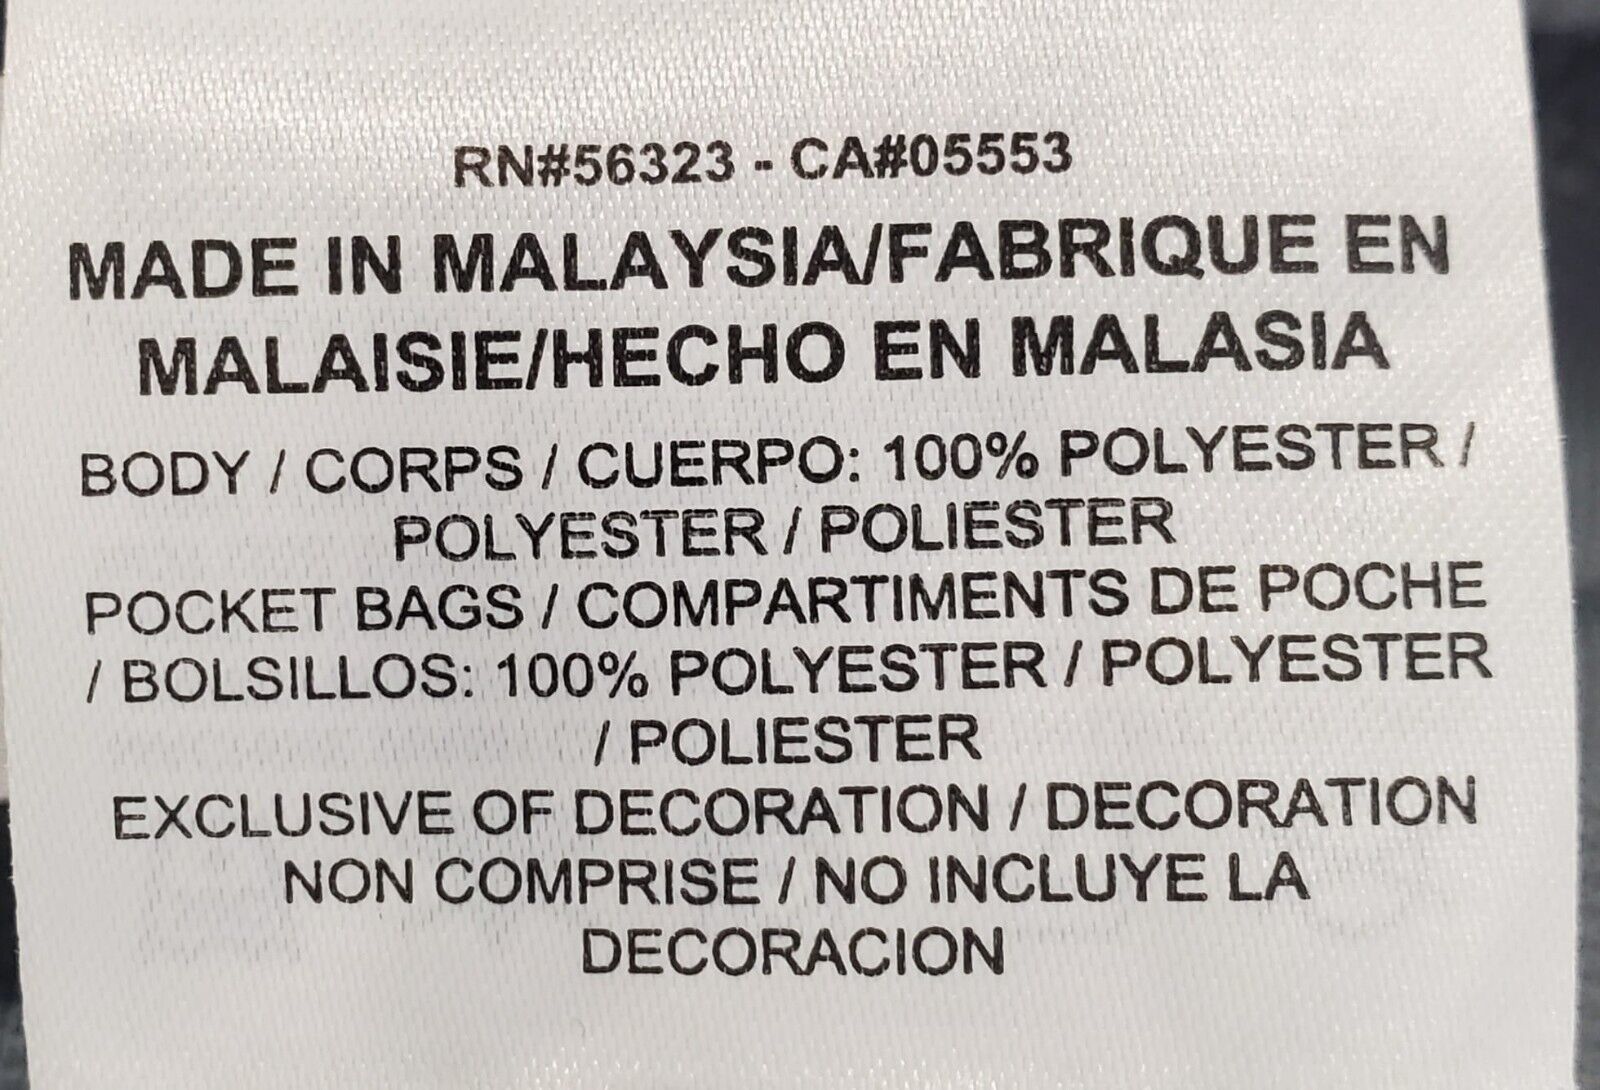 RN#56323 - CA#05553
MADE IN MALAYSIA/FABRIQUE EN
MALAISIE/HECHO EN MALASIA
BODY / CORPS / CUERPO: 100% POLYESTER /
POLYESTER / POLIESTER
POCKET BAGS / COMPARTIMENTS DE POCHE
/ BOLSILLOS: 100% POLYESTER / POLYESTER
/ POLIESTER
EXCLUSIVE OF DECORATION / DECORATION
NON COMPRISE / NO INCLUYE LA
DECORACION